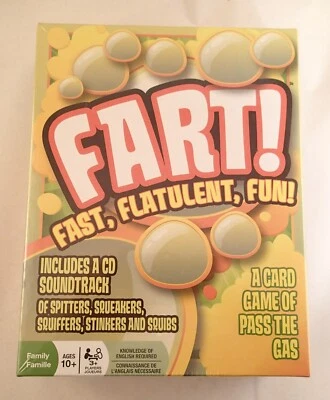 FART!
FAST, FLATULENT, FUN!
INCLUDES A CD
SOUNDTRACK
OF SPITTERS, SQUEAKERS,
SQUIFFERS, STINKERS AND SQUIBS
A CARD
GAME OF
PASS THE
GAS
Family
Famille
AGES
10+
3+
PLAYERS
JOUEURS
KNOWLEDGE OF
ENGLISH REQUIRED
CONNAISSANCE DE
L'ANGLAIS NÉCESSAIRE